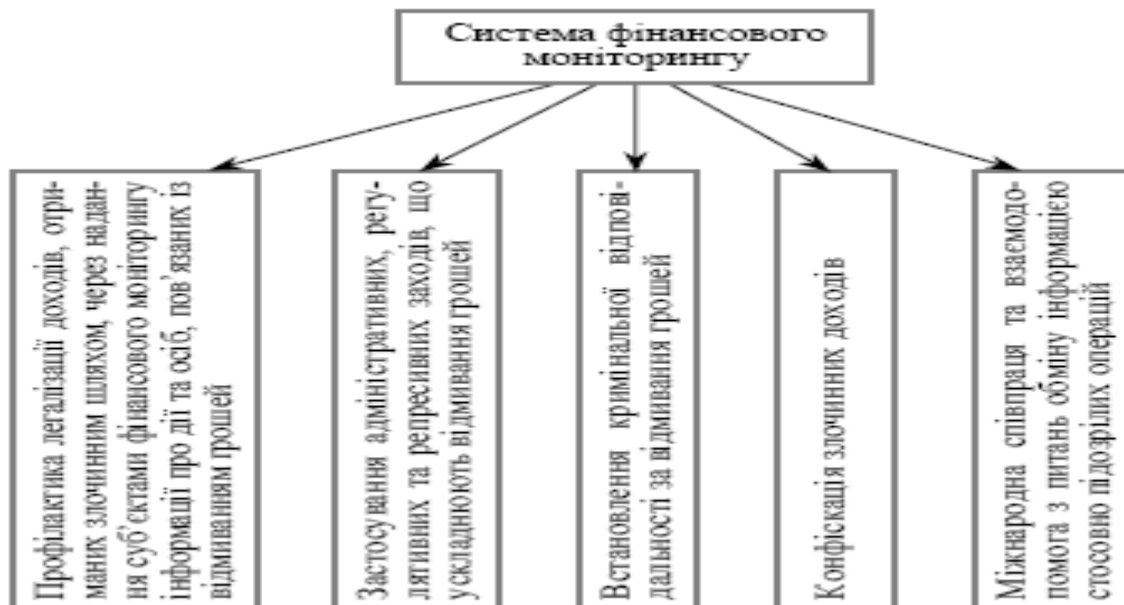 Система фінансового
моніторингу
Профілактика легалізації доходів, отри-
маних злочинним шляхом, через надан-
ня суб'єктами фінансового моніторингу
інформації про дії та осіб, пов'язаних із
відмиванням грошей
Застосування адміністративних, регу-
лятивних та репресивних заходів, що
ускладнюють відмивання грошей
Встановлення кримінальної відпові-
дальності за відмивання грошей
Конфіскація злочинних доходів
Міжнародна співпраця та взаємодо-
помога з питань обміну інформацією
стосовно підозрілих операцій